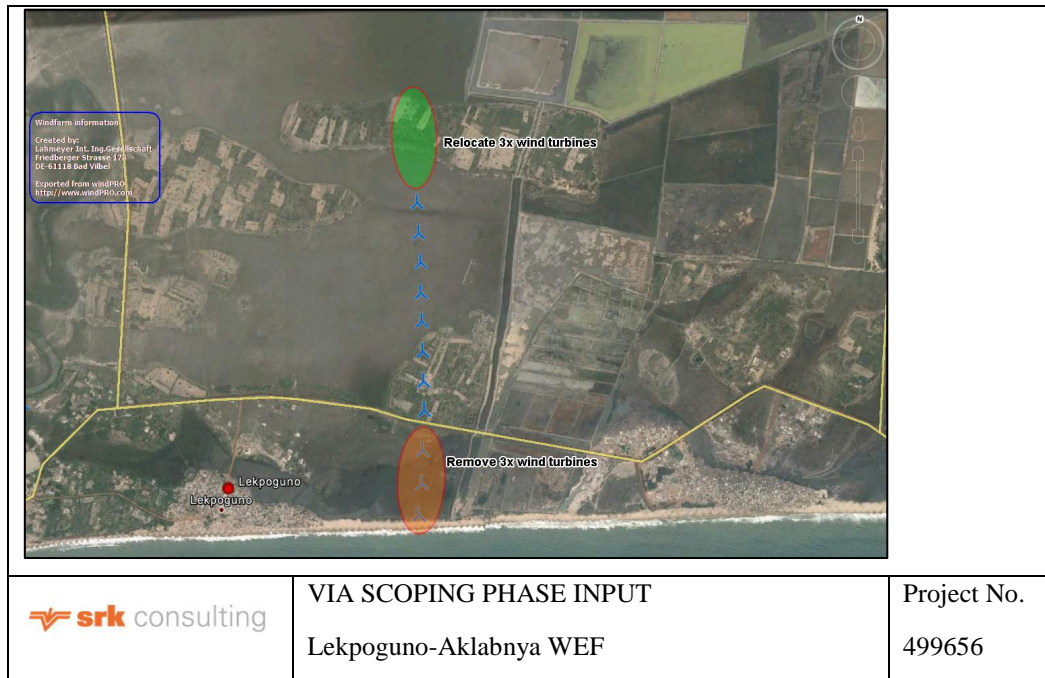 N
Windfarm information
Created by:
Lahmeyer Int. Ing.Gesellschaft
Friedberger Strasse 173
DE-61118 Bad Vilbel
Exported from windPRO
http://www.windPRO.com
Relocate 3x wind turbines
Remove 3x wind turbines
Lekpoguno
Lekpoguno
srk consulting
VIA SCOPING PHASE INPUT
Lekpoguno-Aklabnya WEF
Project No.
499656